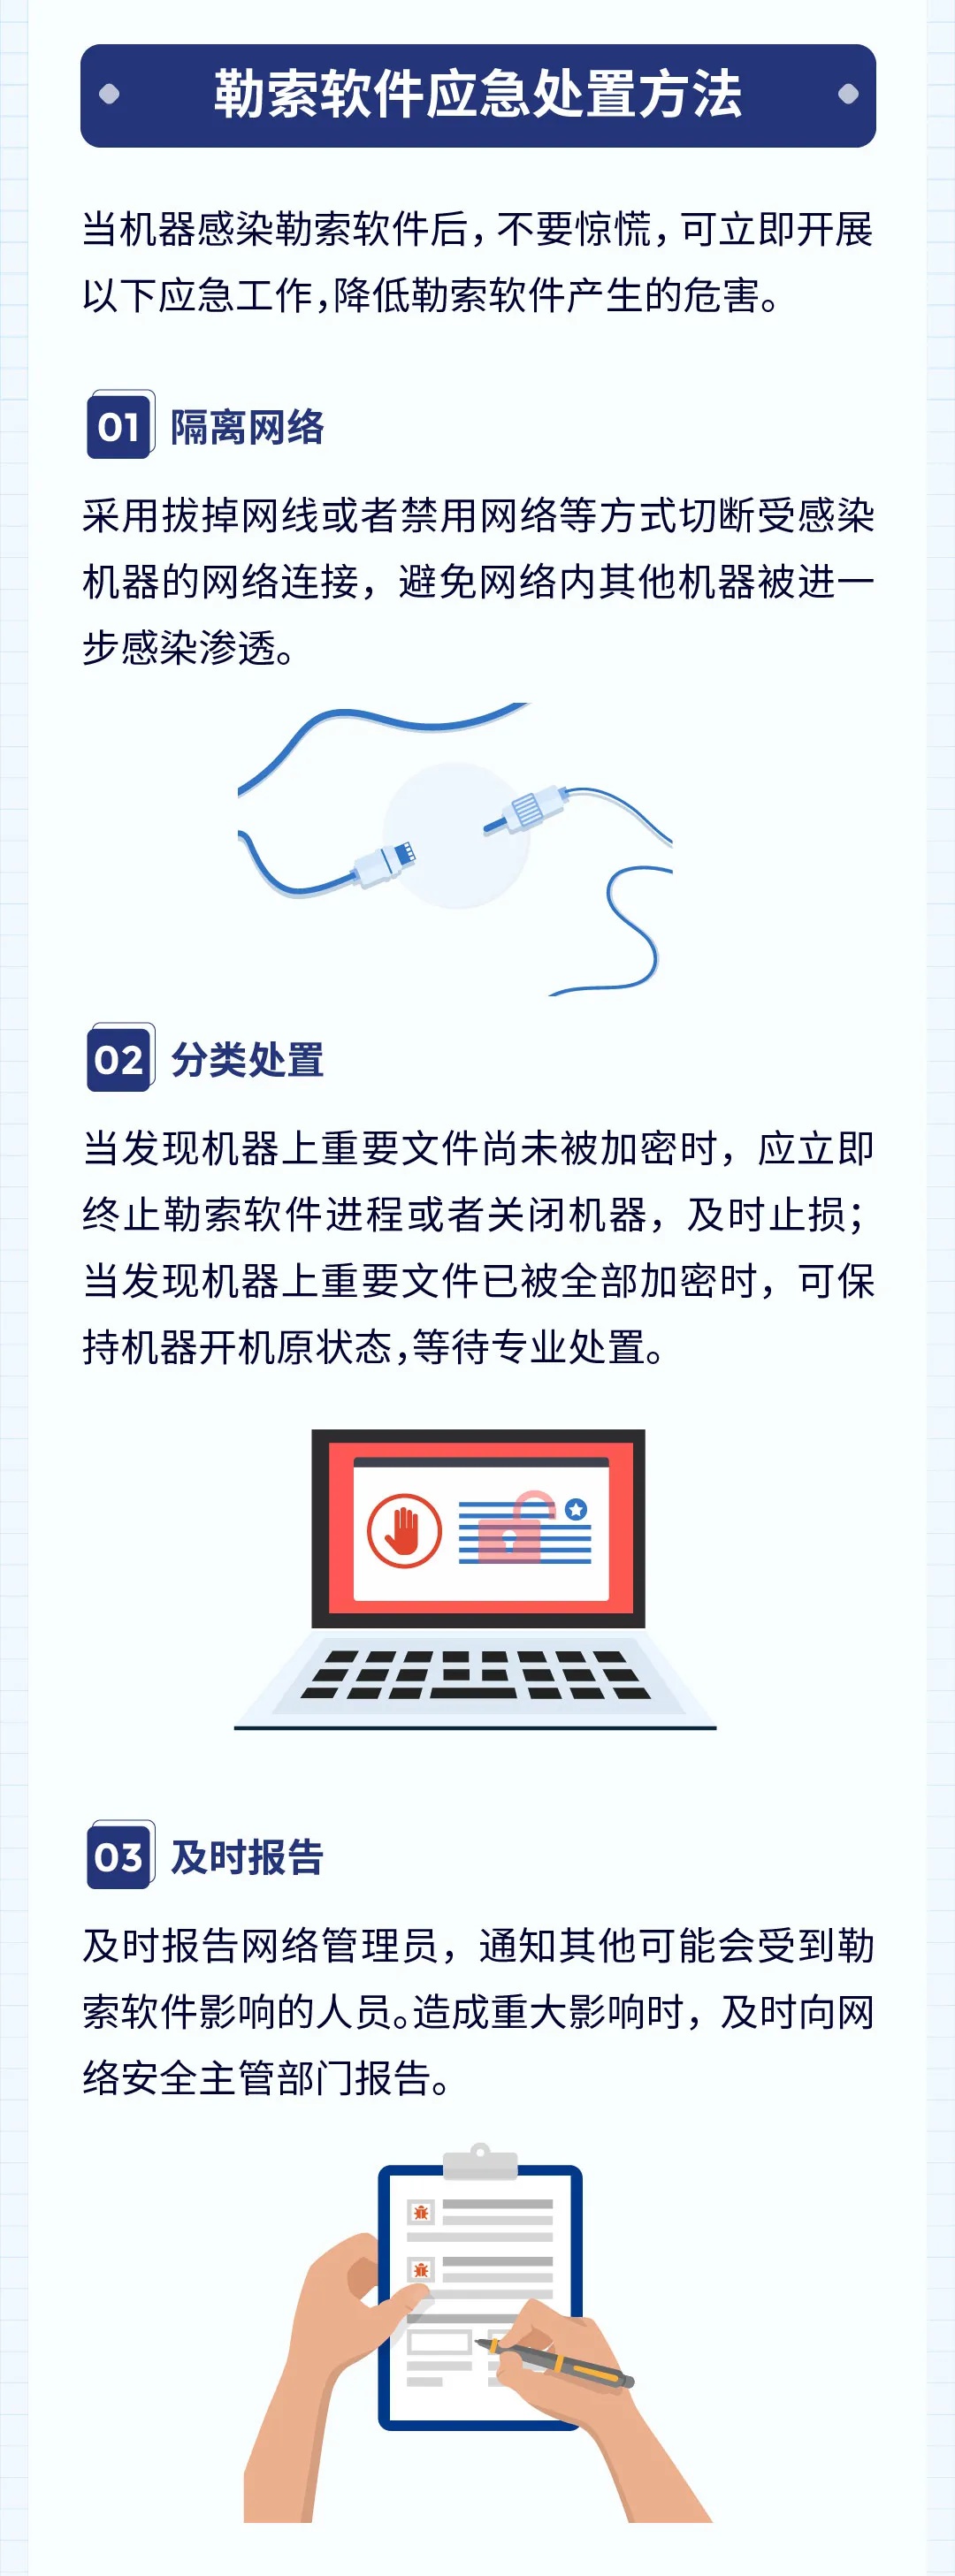 勒索软件应急处置方法
当机器感染勒索软件后，不要惊慌，可立即开展
以下应急工作，降低勒索软件产生的危害。
01 隔离网络
采用拔掉网线或者禁用网络等方式切断受感染
机器的网络连接，避免网络内其他机器被进一
步感染渗透。
02 分类处置
当发现机器上重要文件尚未被加密时，应立即
终止勒索软件进程或者关闭机器，及时止损；
当发现机器上重要文件已被全部加密时，可保
持机器开机原状态，等待专业处置。
03 及时报告
及时报告网络管理员，通知其他可能会受到勒
索软件影响的人员。造成重大影响时，及时向网
络安全主管部门报告。